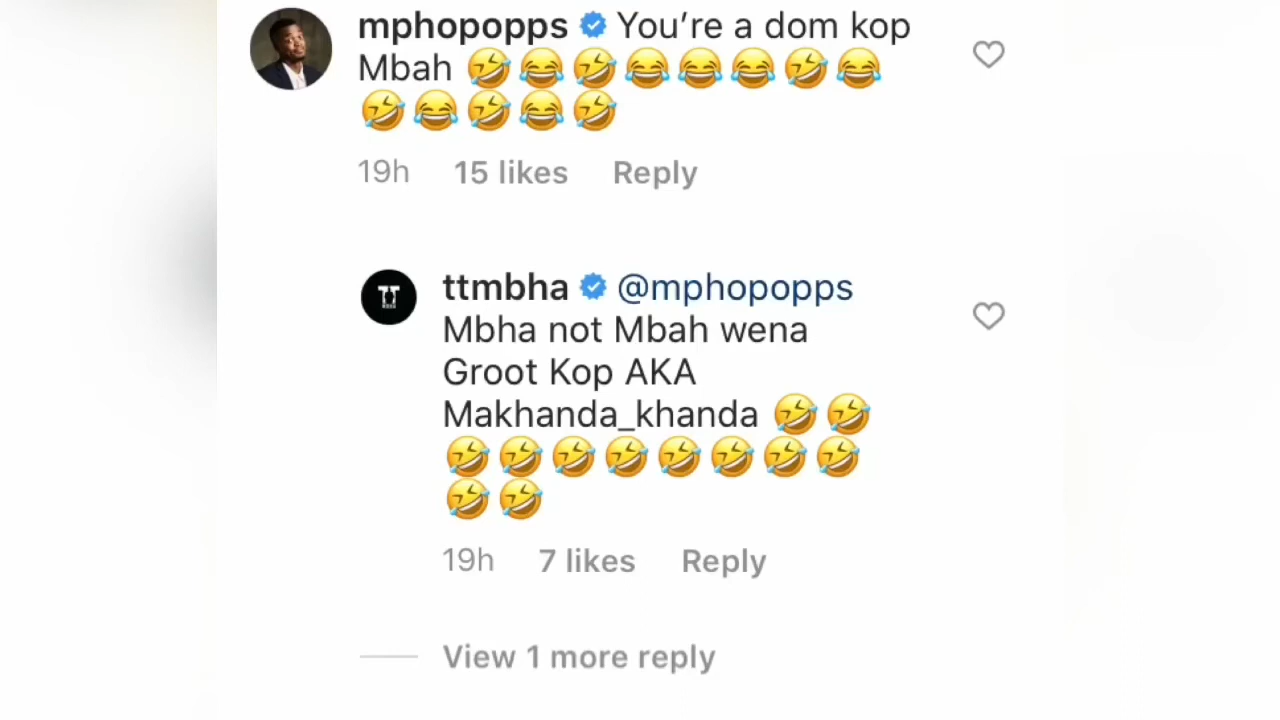 mphopopps You're a dom kop
Mbah 🤣😂🤣😂😂😂🤣😂
🤣😂🤣😂🤣
19h 15 likes Reply
TT
ttmbha @mphopopps
Mbha not Mbah wena
Groot Kop AKA
Makhanda_khanda 🤣🤣
🤣🤣🤣🤣🤣🤣🤣🤣
🤣🤣
19h 7 likes Reply
View 1 more reply